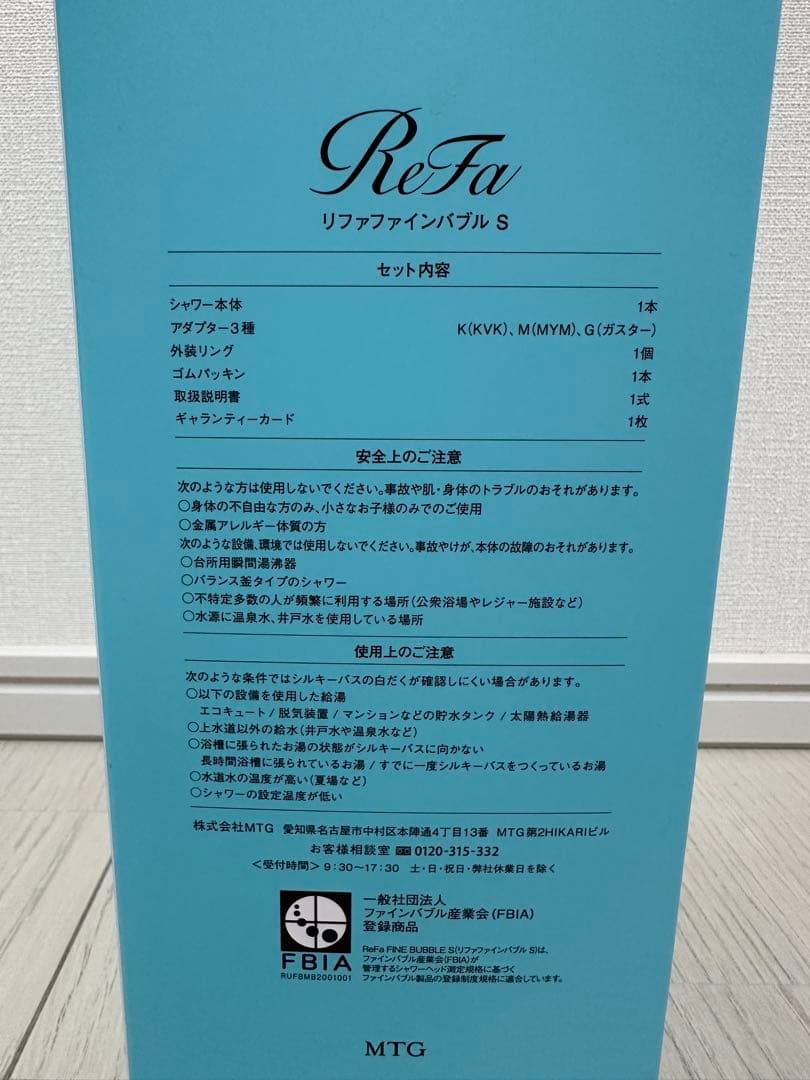 ReFa
リファファインバブル S
セット内容
シャワー本体 1本
アダプター3種 K(KVK)、M(MYM)、G(ガスター)
外装リング 1個
ゴムパッキン 1本
取扱説明書 1式
ギャランティーカード 1枚
安全上のご注意
次のような方は使用しないでください。事故や肌・身体のトラブルのおそれがあります。
○身体の不自由な方のみ、小さなお子様のみでのご使用
○金属アレルギー体質の方
次のような設備、環境では使用しないでください。事故やけが、本体の故障のおそれがあります。
○台所用瞬間湯沸器
○バランス釜タイプのシャワー
○不特定多数の人が頻繁に利用する場所(公衆浴場やレジャー施設など)
○水源に温泉水、井戸水を使用している場所
使用上のご注意
次のような条件ではシルキーバスの白だくが確認しにくい場合があります。
○以下の設備を使用した給湯
エコキュート / 脱気装置 / マンションなどの貯水タンク / 太陽熱給湯器
○上水道以外の給水(井戸水や温泉水など)
○浴槽に張られたお湯の状態がシルキーバスに向かない
長時間浴槽に張られているお湯 / すでに一度シルキーバスをつくっているお湯
○水道水の温度が高い(夏場など)
○シャワーの設定温度が低い
株式会社MTG 愛知県名古屋市中村区本陣通4丁目13番 MTG第2HIKARIビル
お客様相談室 0120-315-332
<受付時間> 9:30〜17:30 土・日・祝日・弊社休業日を除く
FBIA
RUFBMB2001001
一般社団法人
ファインバブル産業会(FBIA)
登録商品
ReFa FINE BUBBLE S(リファファインバブル S)は、
ファインバブル産業会(FBIA)が
管理するシャワーヘッド測定規格に基づく
ファインバブル製品の登録制度規格に適合しています。
MTG